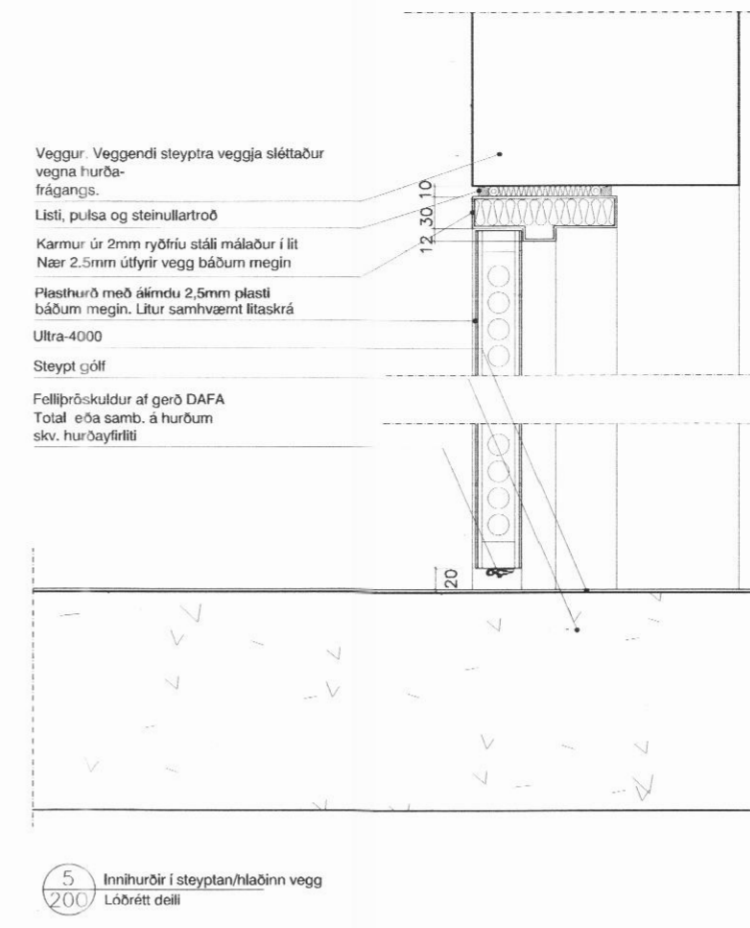 Veggur. Veggendi steyptra veggja sléttaður
vegna hurða-
frágangs.
Listi, pulsa og steinullartroð
Karmur úr 2mm ryðfríu stáli málaður í lit
Nær 2.5mm útfyrir vegg báðum megin
Plasthurð með álímdu 2,5mm plasti
báðum megin. Litur samhværnt litaskrá
Ultra-4000
Steypt gólf
Felliþröskuldur af gerð DAFA
Total eða samb. á hurðum
skv. hurðayfirliti
10
30
12
20
5
200
Innihurðir í steyptan/hlaðinn vegg
Lóðrétt deili